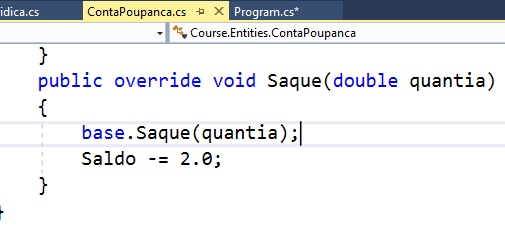 idica.cs ContaPoupanca.cs Program.cs*
Course.Entities.ContaPoupanca
}
public override void Saque(double quantia)
{
base.Saque(quantia);
Saldo -= 2.0;
}
}